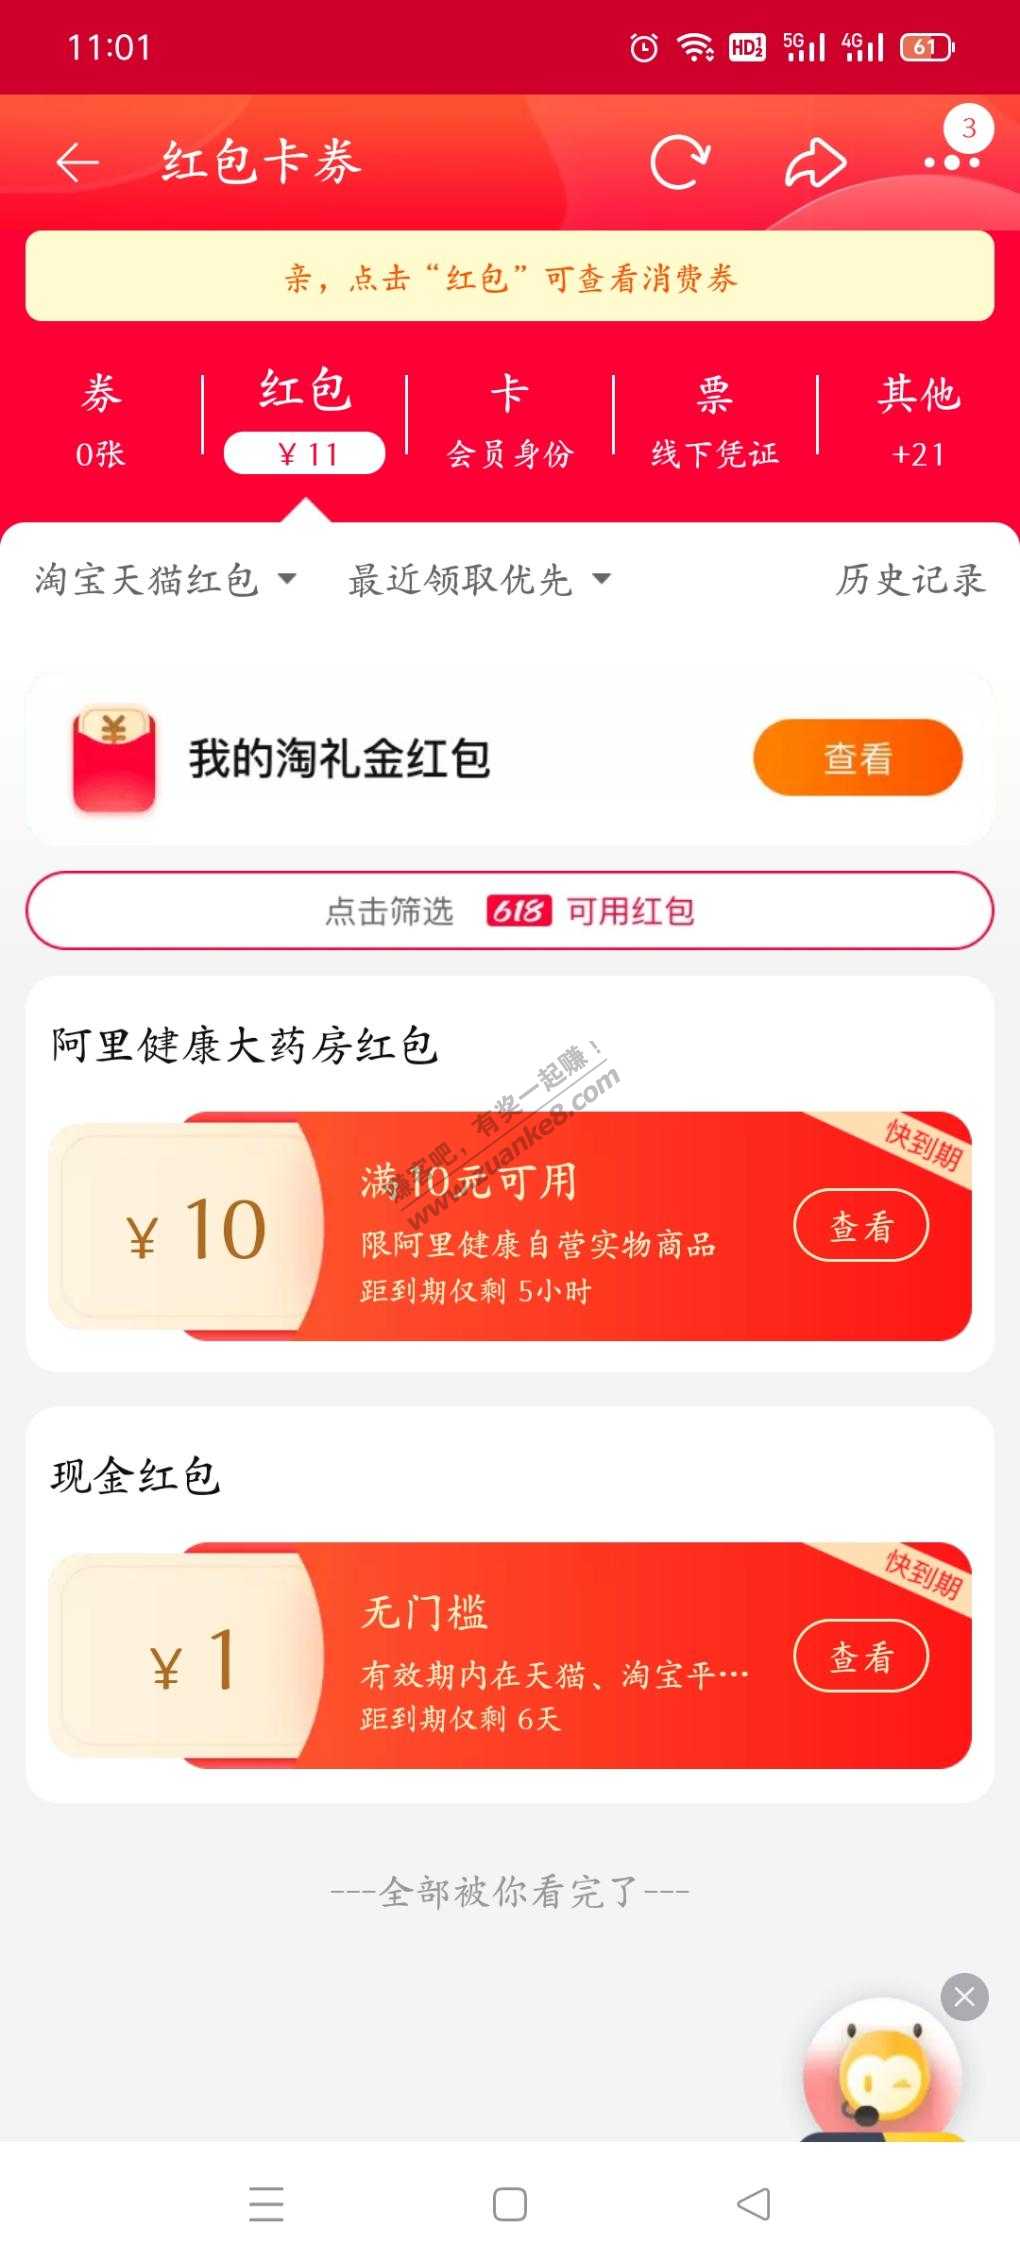 11:01
HD 1 2
5G
4G
61
红包卡券
3
亲，点击“红包”可查看消费券
券
红包
卡
票
其他
0张
¥ 11
会员身份
线下凭证
+21
淘宝天猫红包
最近领取优先
历史记录
¥
我的淘礼金红包
查看
点击筛选 618 可用红包
阿里健康大药房红包
快到期
¥ 10
满10元可用
限阿里健康自营实物商品
距到期仅剩 5小时
查看
赚客吧，有奖一起赚！
www.zuanke8.com
现金红包
快到期
¥ 1
无门槛
有效期内在天猫、淘宝平…
距到期仅剩 6天
查看
---全部被你看完了---